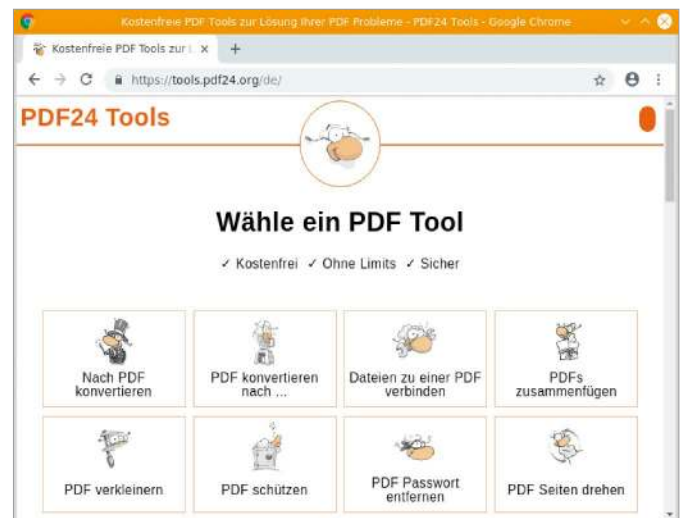 Kostenfreie PDF Tools zur Lösung Ihrer PDF Probleme - PDF24 Tools - Google Chrome
Kostenfreie PDF Tools zur
https://tools.pdf24.org/de/
PDF24 Tools
Wähle ein PDF Tool
✓ Kostenfrei ✓ Ohne Limits ✓ Sicher
Nach PDF
konvertieren
PDF konvertieren
nach ...
Dateien zu einer PDF
verbinden
PDFs
zusammenfügen
PDF verkleinern
PDF schützen
PDF Passwort
entfernen
PDF Seiten drehen